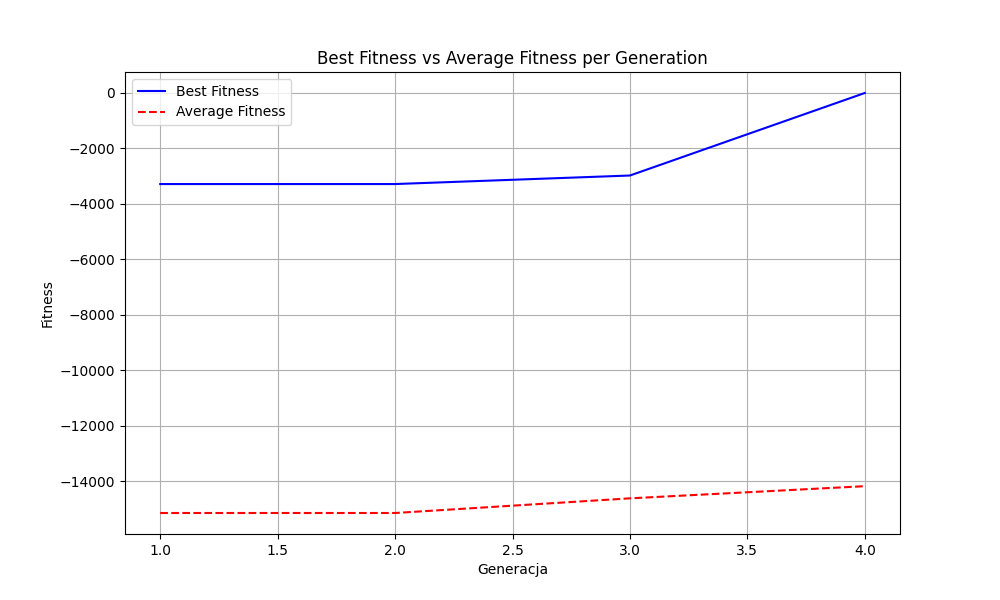 Best Fitness vs Average Fitness per Generation
Best Fitness
Average Fitness
0
−2000
−4000
−6000
−8000
−10000
−12000
−14000
Fitness
1.0 1.5 2.0 2.5 3.0 3.5 4.0
Generacja